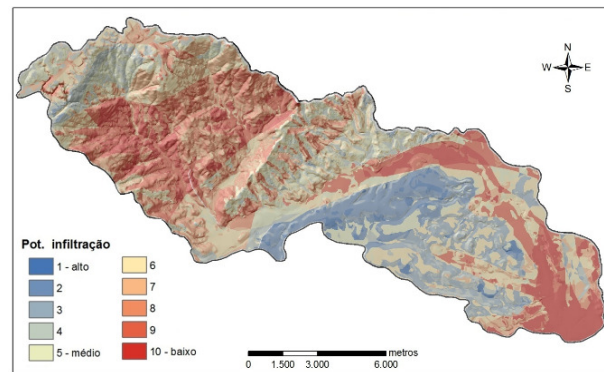 N
W E
S
Pot. infiltração
1 - alto
2
3
4
5 - médio
6
7
8
9
10 - baixo
metros
0 1.500 3.000 6.000